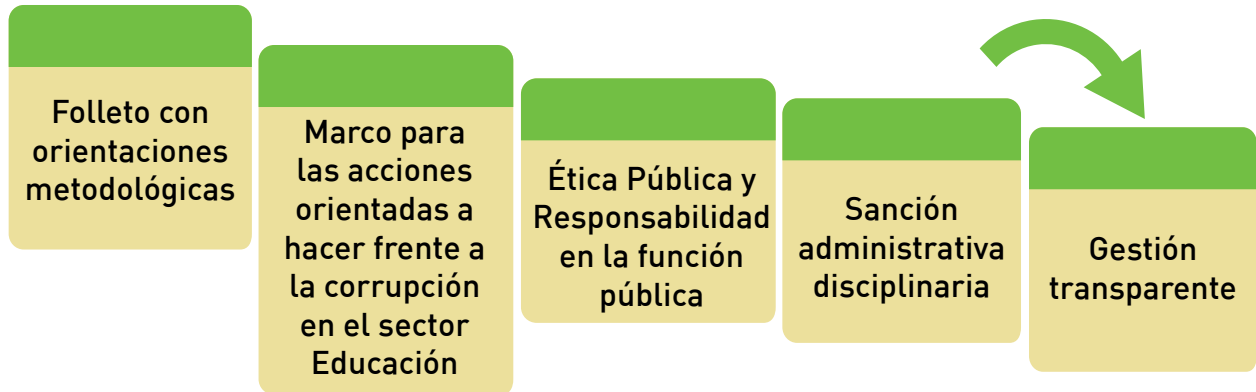 Folleto con
orientaciones
metodológicas
Marco para
las acciones
orientadas a
hacer frente a
la corrupción
en el sector
Educación
Ética Pública y
Responsabilidad
en la función
pública
Sanción
administrativa
disciplinaria
Gestión
transparente